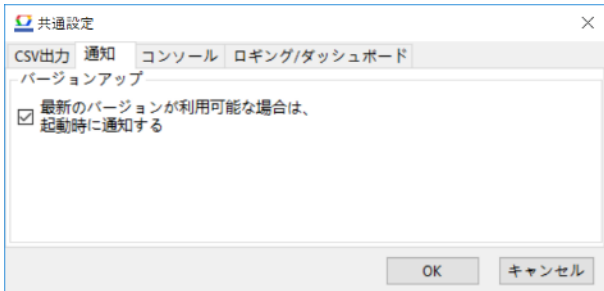 共通設定
CSV出力 通知 コンソール ロギング/ダッシュボード
バージョンアップ
最新のバージョンが利用可能な場合は、
起動時に通知する
OK キャンセル